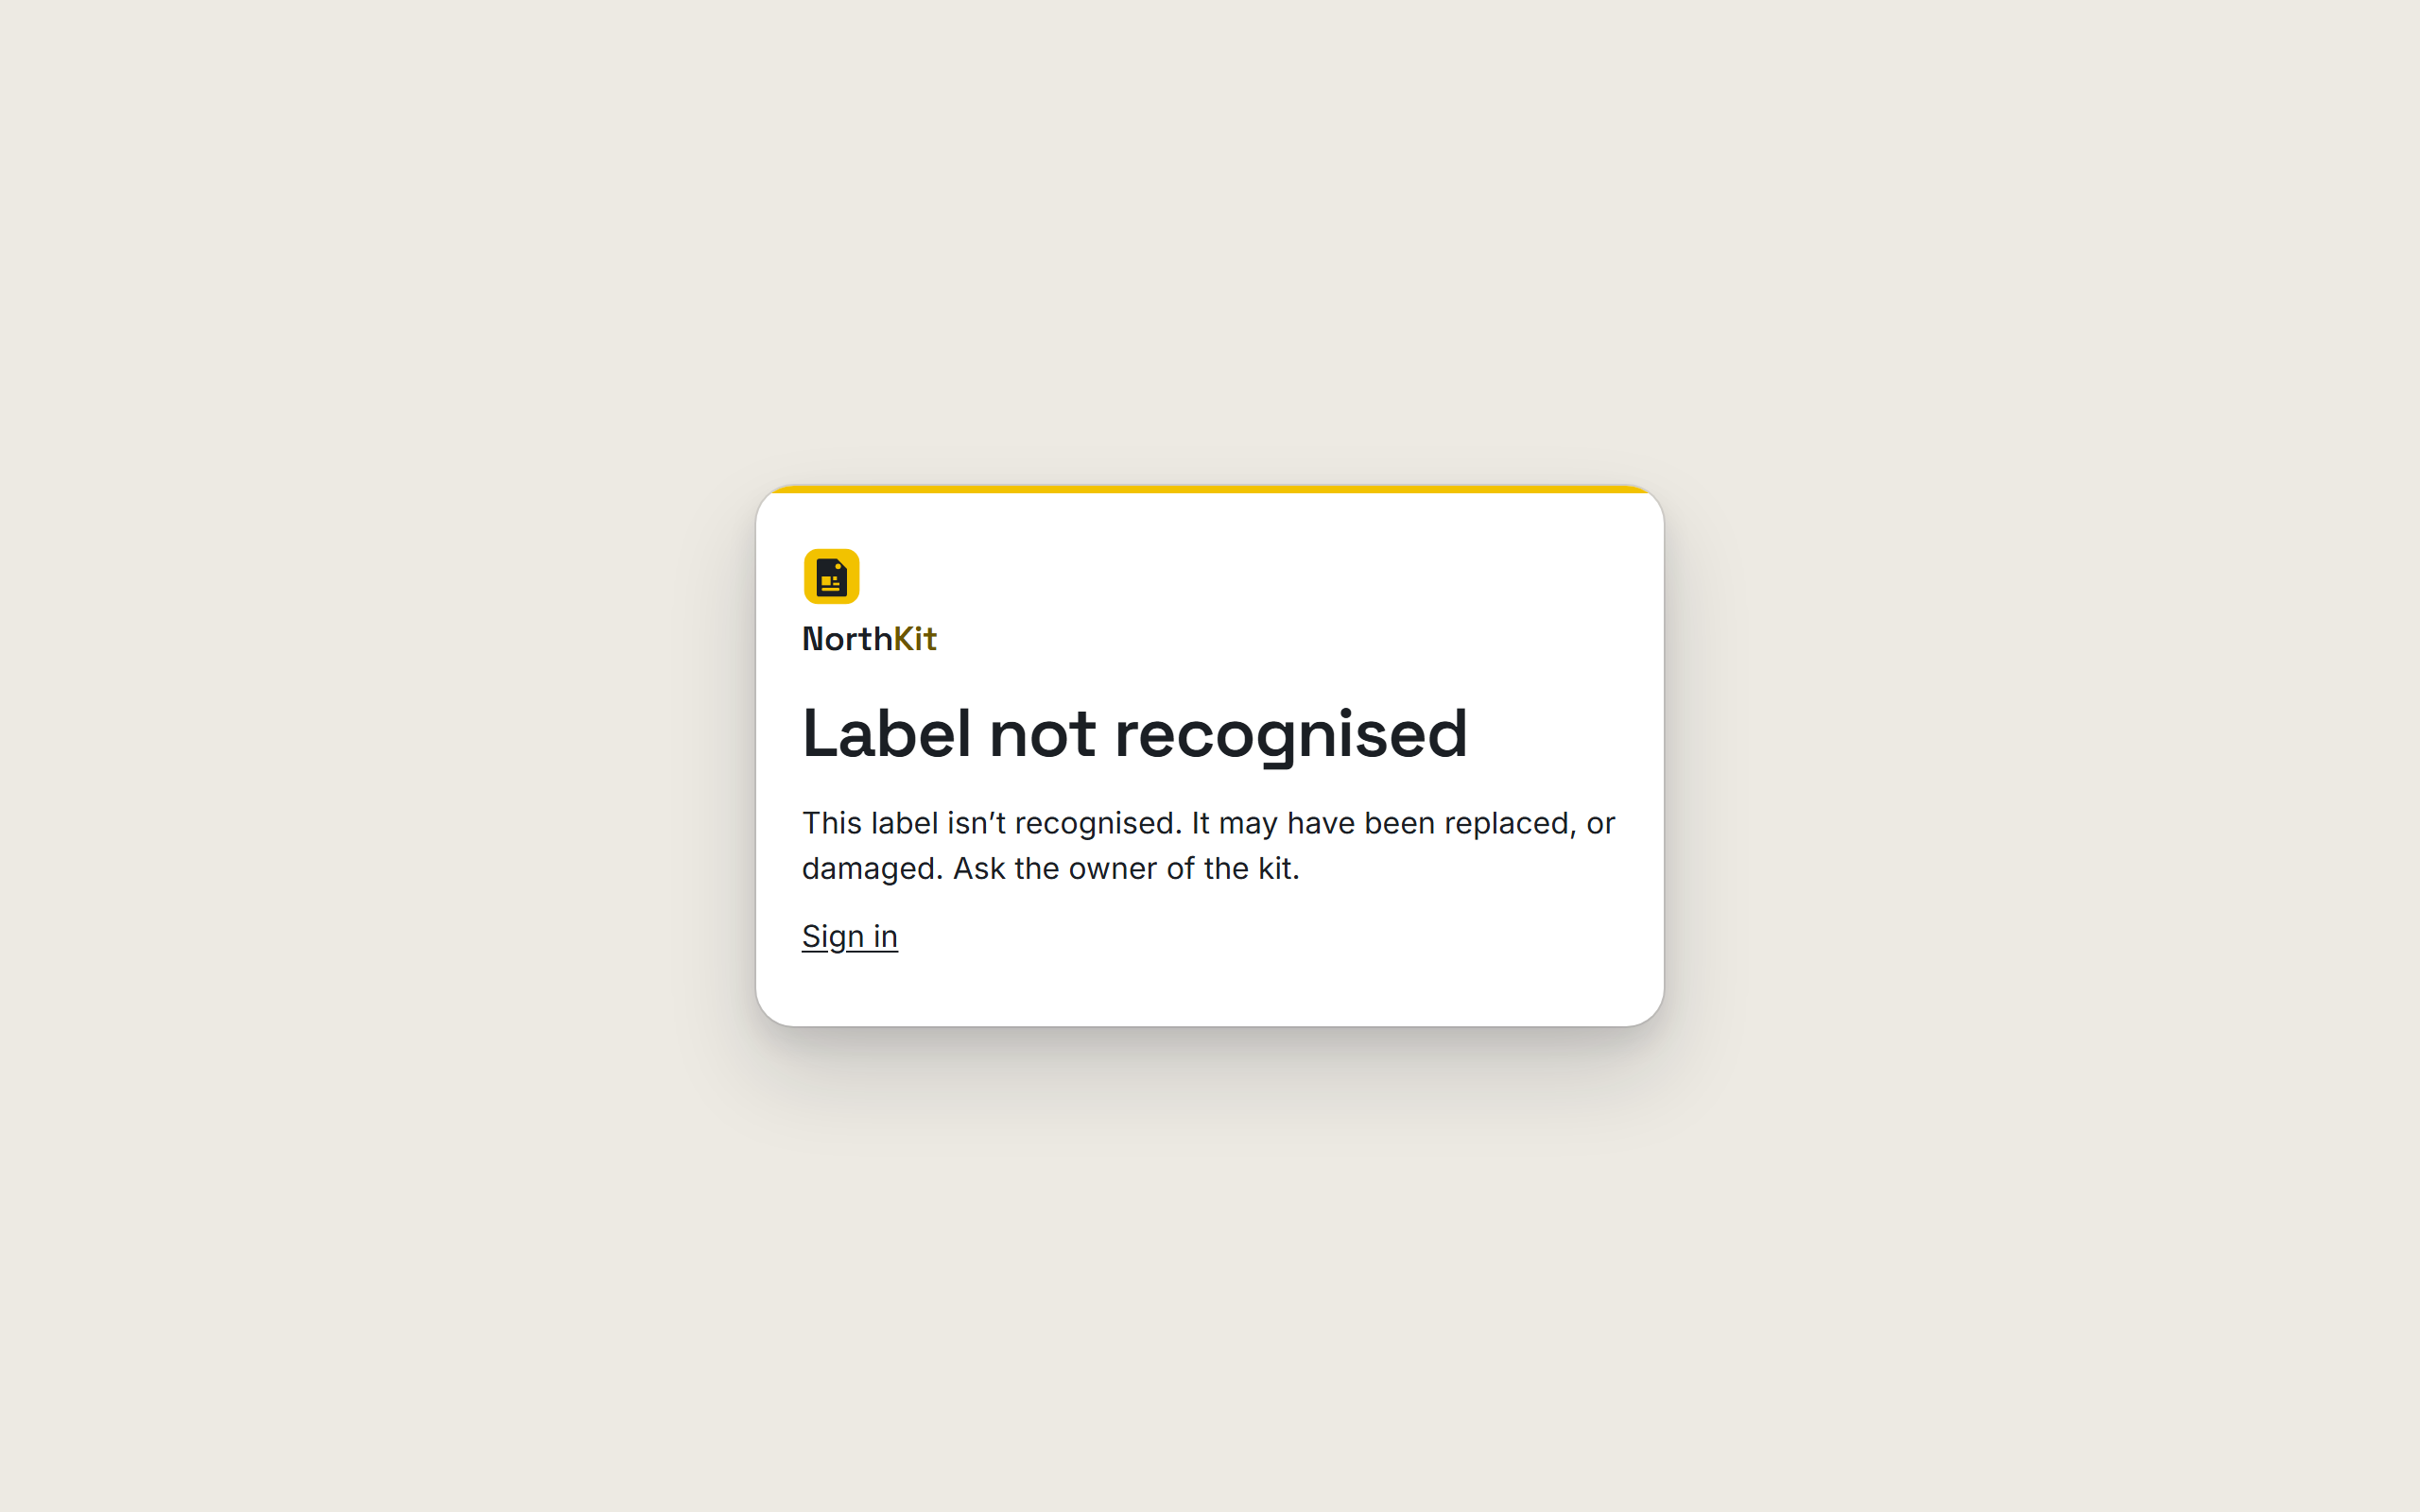 NorthKit
Label not recognised
This label isn’t recognised. It may have been replaced, or
damaged. Ask the owner of the kit.
Sign in